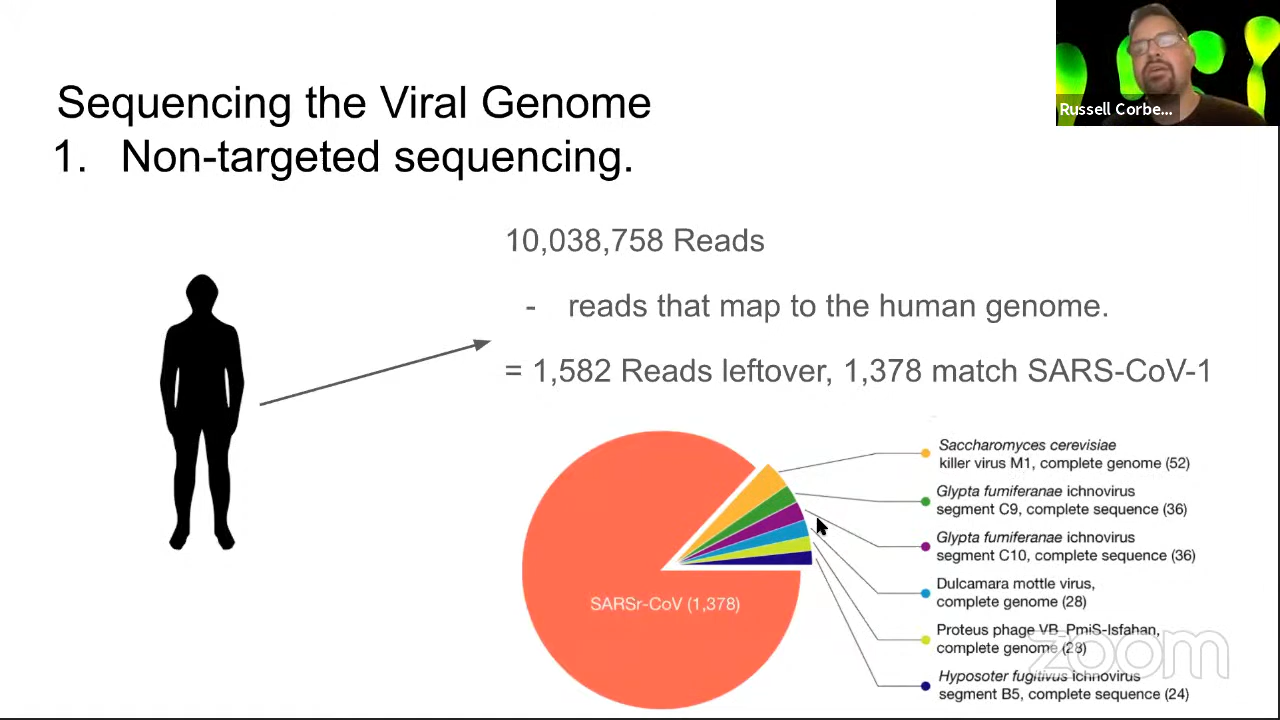 Russell Corbe...
Sequencing the Viral Genome
1. Non-targeted sequencing.
10,038,758 Reads
- reads that map to the human genome.
= 1,582 Reads leftover, 1,378 match SARS-CoV-1
SARSr-CoV (1,378)
Saccharomyces cerevisiae
killer virus M1, complete genome (52)
Glypta fumiferanae ichnovirus
segment C9, complete sequence (36)
Glypta fumiferanae ichnovirus
segment C10, complete sequence (36)
Dulcamara mottle virus,
complete genome (28)
Proteus phage VB_PmiS-Isfahan,
complete genome (28)
Hyposoter fugitivus ichnovirus
segment B5, complete sequence (24)
zoom